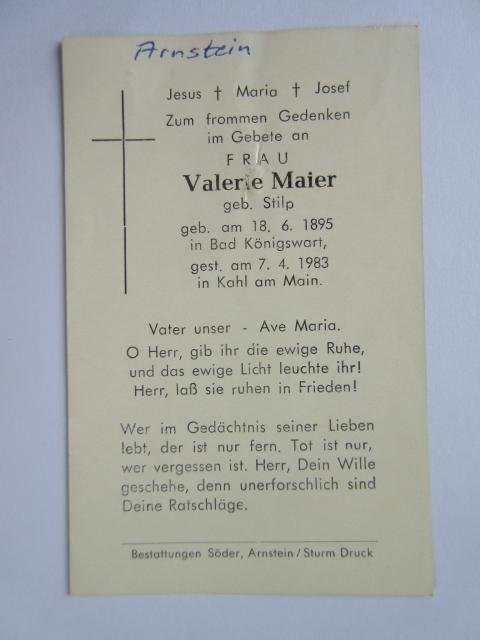 Arnstein
Jesus † Maria † Josef
Zum frommen Gedenken
im Gebete an
FRAU
Valerie Maier
geb. Stilp
geb. am 18. 6. 1895
in Bad Königswart,
gest. am 7. 4. 1983
in Kahl am Main.
Vater unser - Ave Maria.
O Herr, gib ihr die ewige Ruhe,
und das ewige Licht leuchte ihr!
Herr, laß sie ruhen in Frieden!
Wer im Gedächtnis seiner Lieben
lebt, der ist nur fern. Tot ist nur,
wer vergessen ist. Herr, Dein Wille
geschehe, denn unerforschlich sind
Deine Ratschläge.
Bestattungen Söder, Arnstein / Sturm Druck